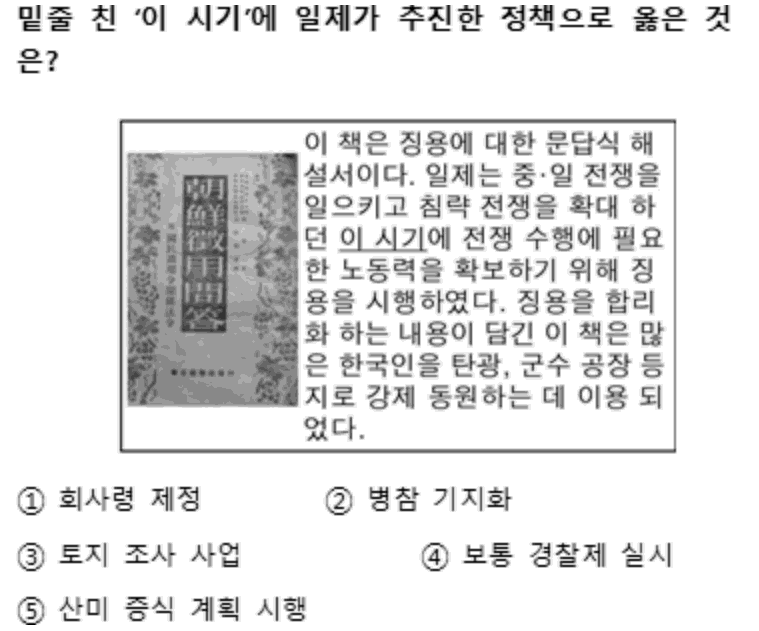 밑줄 친 ‘이 시기’에 일제가 추진한 정책으로 옳은 것
은?
朝鮮徵用問答
이 책은 징용에 대한 문답식 해
설서이다. 일제는 중·일 전쟁을
일으키고 침략 전쟁을 확대 하
던 이 시기에 전쟁 수행에 필요
한 노동력을 확보하기 위해 징
용을 시행하였다. 징용을 합리
화 하는 내용이 담긴 이 책은 많
은 한국인을 탄광, 군수 공장 등
지로 강제 동원하는 데 이용 되
었다.
① 회사령 제정 ② 병참 기지화
③ 토지 조사 사업 ④ 보통 경찰제 실시
⑤ 산미 증식 계획 시행